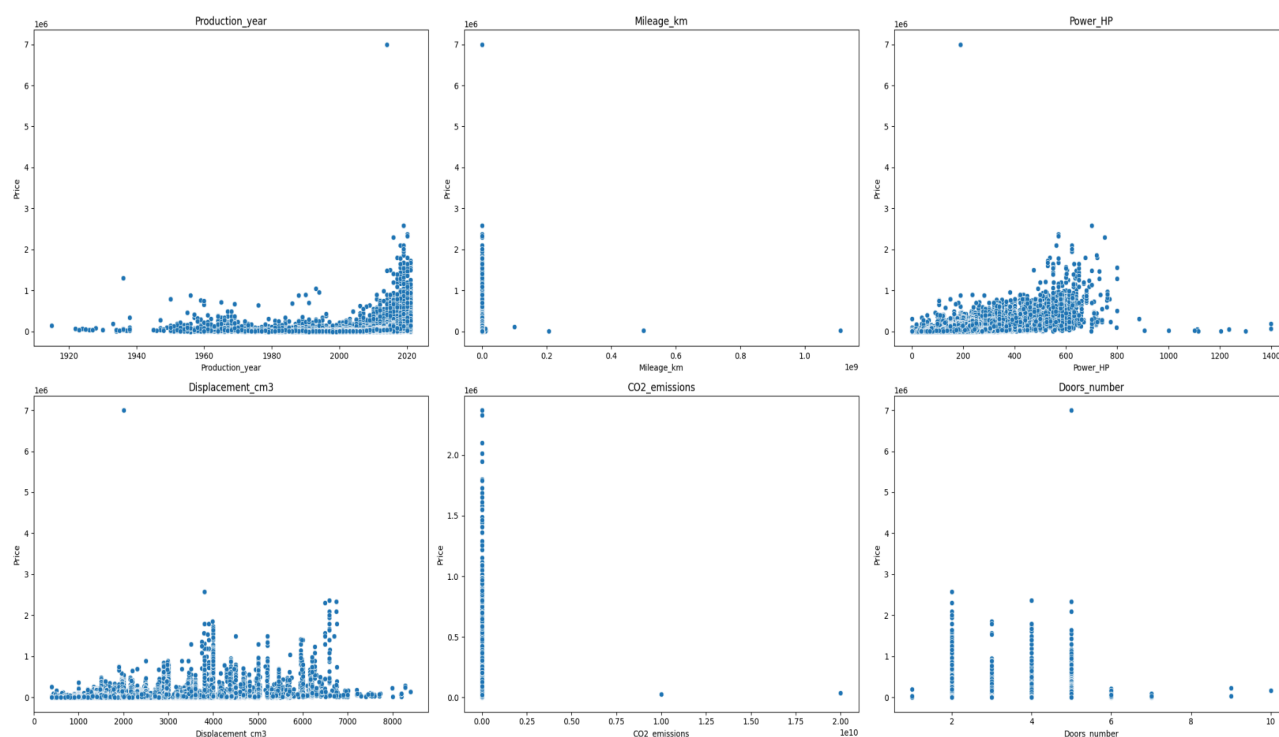 Production_year
1e6
Price
7
6
5
4
3
2
1
0
1920 1940 1960 1980 2000 2020
Production_year
Mileage_km
1e6
Price
7
6
5
4
3
2
1
0
0.0 0.2 0.4 0.6 0.8 1.0
1e9
Mileage_km
Power_HP
1e6
Price
7
6
5
4
3
2
1
0
0 200 400 600 800 1000 1200 1400
Power_HP
Displacement_cm3
1e6
Price
7
6
5
4
3
2
1
0
0 1000 2000 3000 4000 5000 6000 7000 8000
Displacement_cm3
CO2_emissions
1e6
Price
2.0
1.5
1.0
0.5
0.0
0.00 0.25 0.50 0.75 1.00 1.25 1.50 1.75 2.00
1e10
CO2_emissions
Doors_number
1e6
Price
7
6
5
4
3
2
1
0
2 4 6 8 10
Doors_number